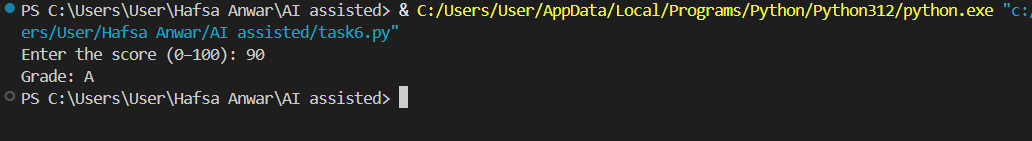 PS C:\Users\User\Hafsa Anwar\AI assisted> & C:/Users/User/AppData/Local/Programs/Python/Python312/python.exe "c:/
ers/User/Hafsa Anwar/AI assisted/task6.py"
Enter the score (0–100): 90
Grade: A
PS C:\Users\User\Hafsa Anwar\AI assisted>